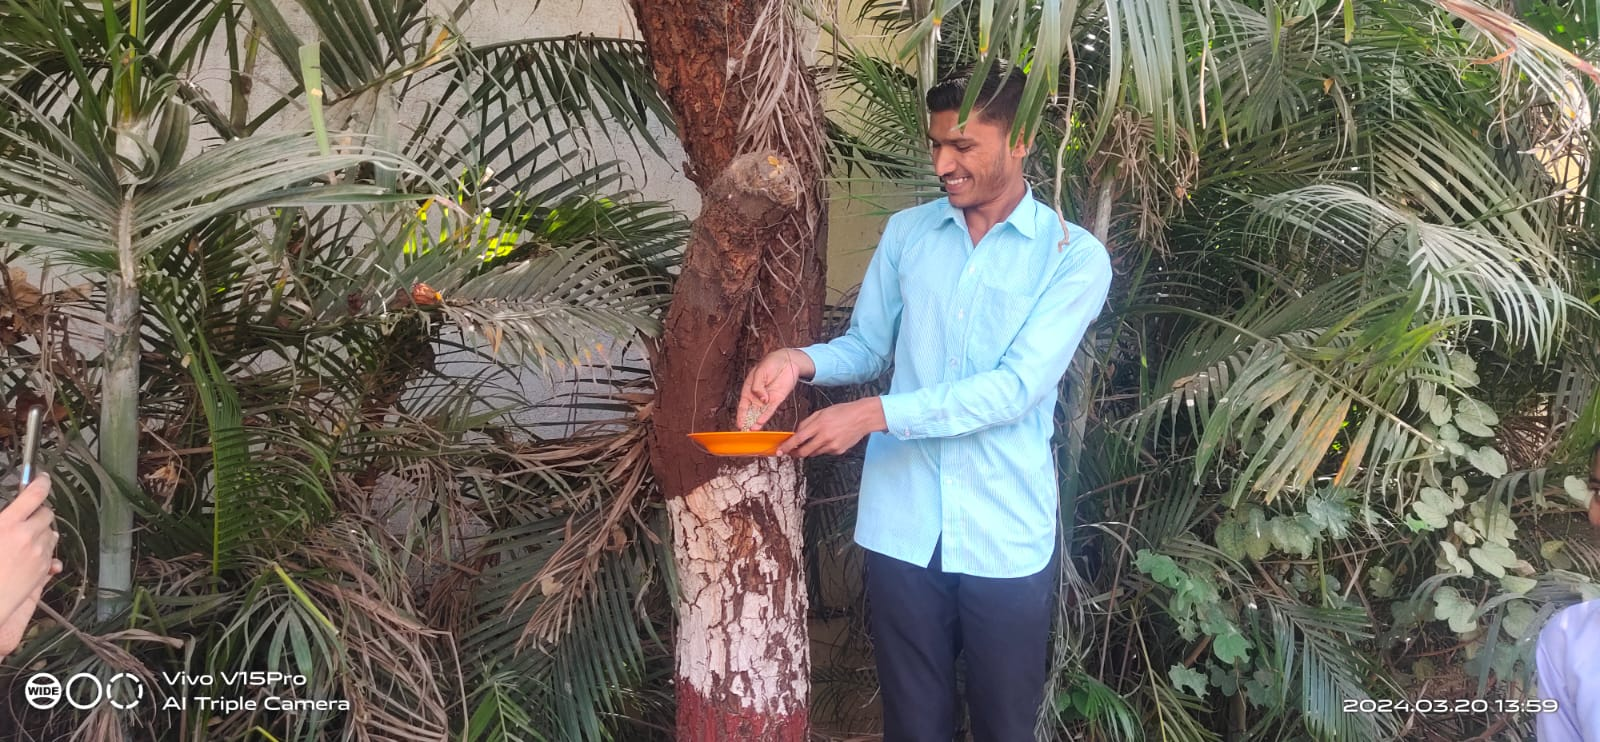 WIDE
Vivo V15Pro
AI Triple Camera
2024.03.20 13:59